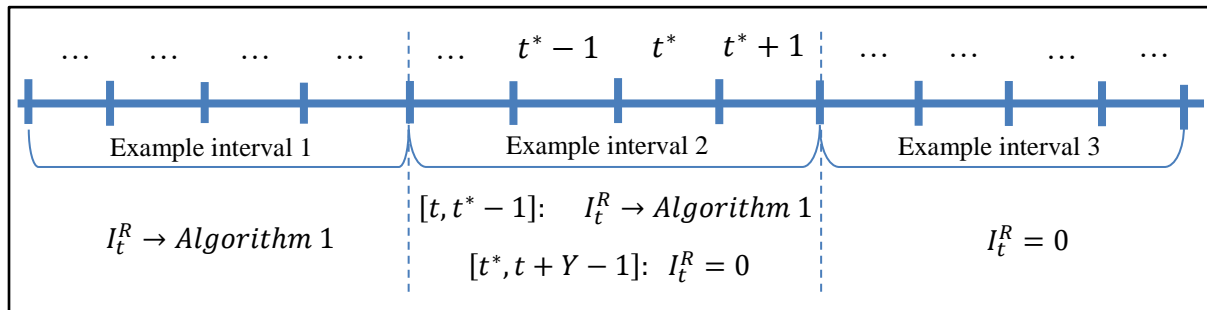 … … … … … t* − 1 t* t* + 1 … … … …
Example interval 1 Example interval 2 Example interval 3
[t, t* − 1]: I_t^R → Algorithm 1
I_t^R → Algorithm 1 I_t^R = 0
[t*, t + Y − 1]: I_t^R = 0